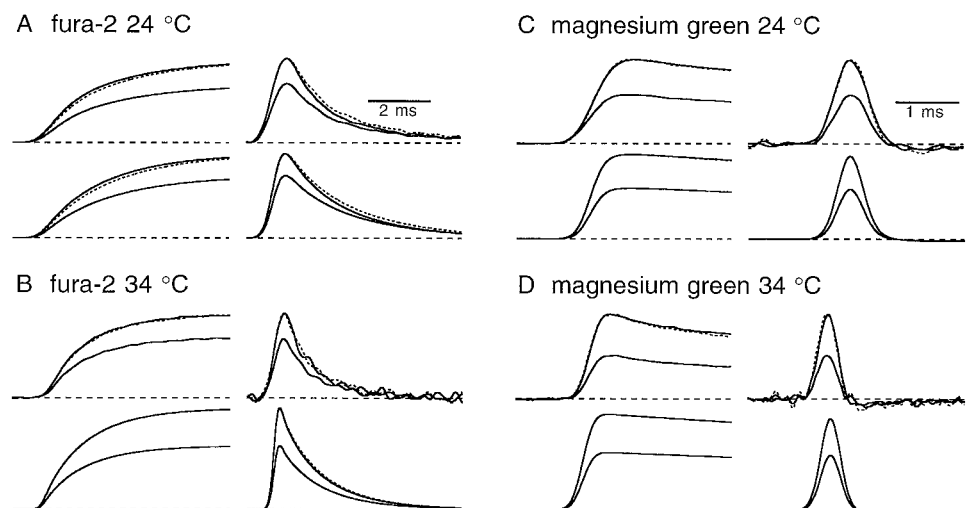 A fura-2 24 °C
2 ms
C magnesium green 24 °C
1 ms
B fura-2 34 °C
D magnesium green 34 °C